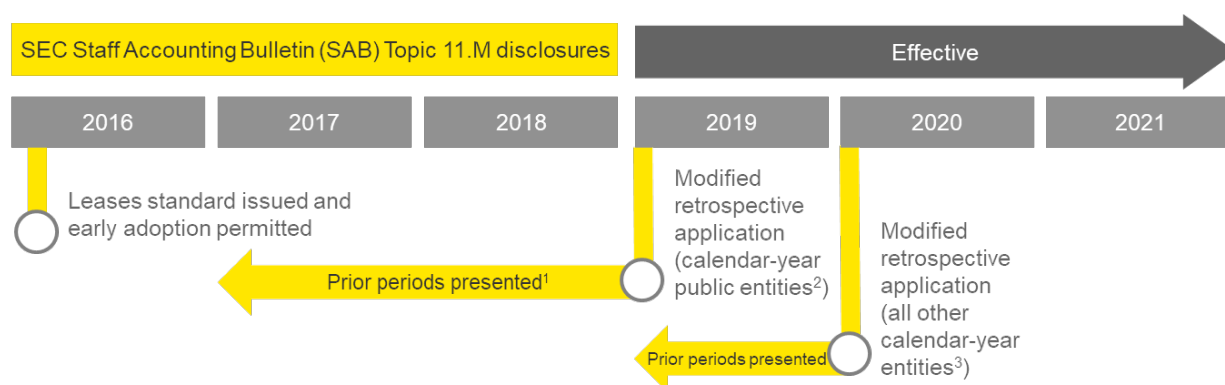 SEC Staff Accounting Bulletin (SAB) Topic 11.M disclosures
Effective
2016
2017
2018
2019
2020
2021
Leases standard issued and
early adoption permitted
Prior periods presented¹
Modified
retrospective
application
(calendar-year
public entities²)
Prior periods presented
Modified
retrospective
application
(all other
calendar-year
entities³)